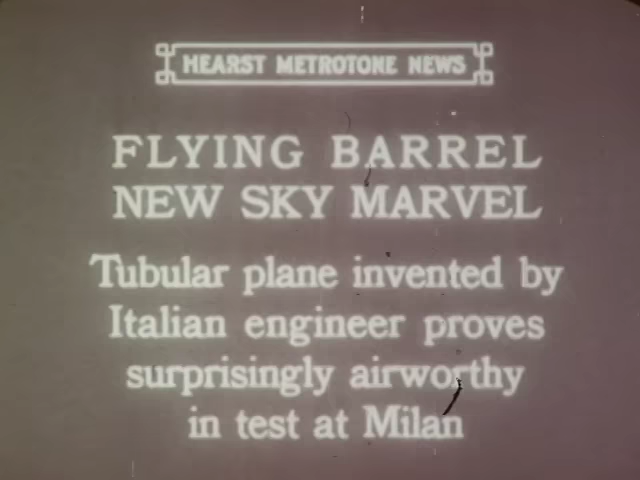 HEARST METROTONE NEWS
FLYING BARREL
NEW SKY MARVEL
Tubular plane invented by
Italian engineer proves
surprisingly airworthy
in test at Milan